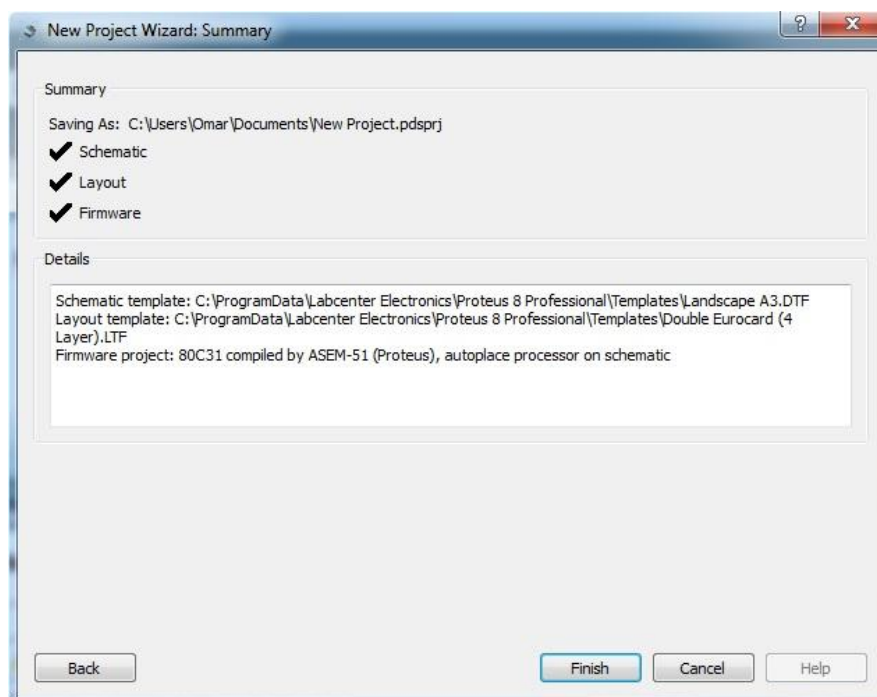 New Project Wizard: Summary
Summary
Saving As: C:\Users\Omar\Documents\New Project.pdsprj
Schematic
Layout
Firmware
Details
Schematic template: C:\ProgramData\Labcenter Electronics\Proteus 8 Professional\Templates\Landscape A3.DTF
Layout template: C:\ProgramData\Labcenter Electronics\Proteus 8 Professional\Templates\Double Eurocard (4
Layer).LTF
Firmware project: 80C31 compiled by ASEM-51 (Proteus), autoplace processor on schematic
Back Finish Cancel Help